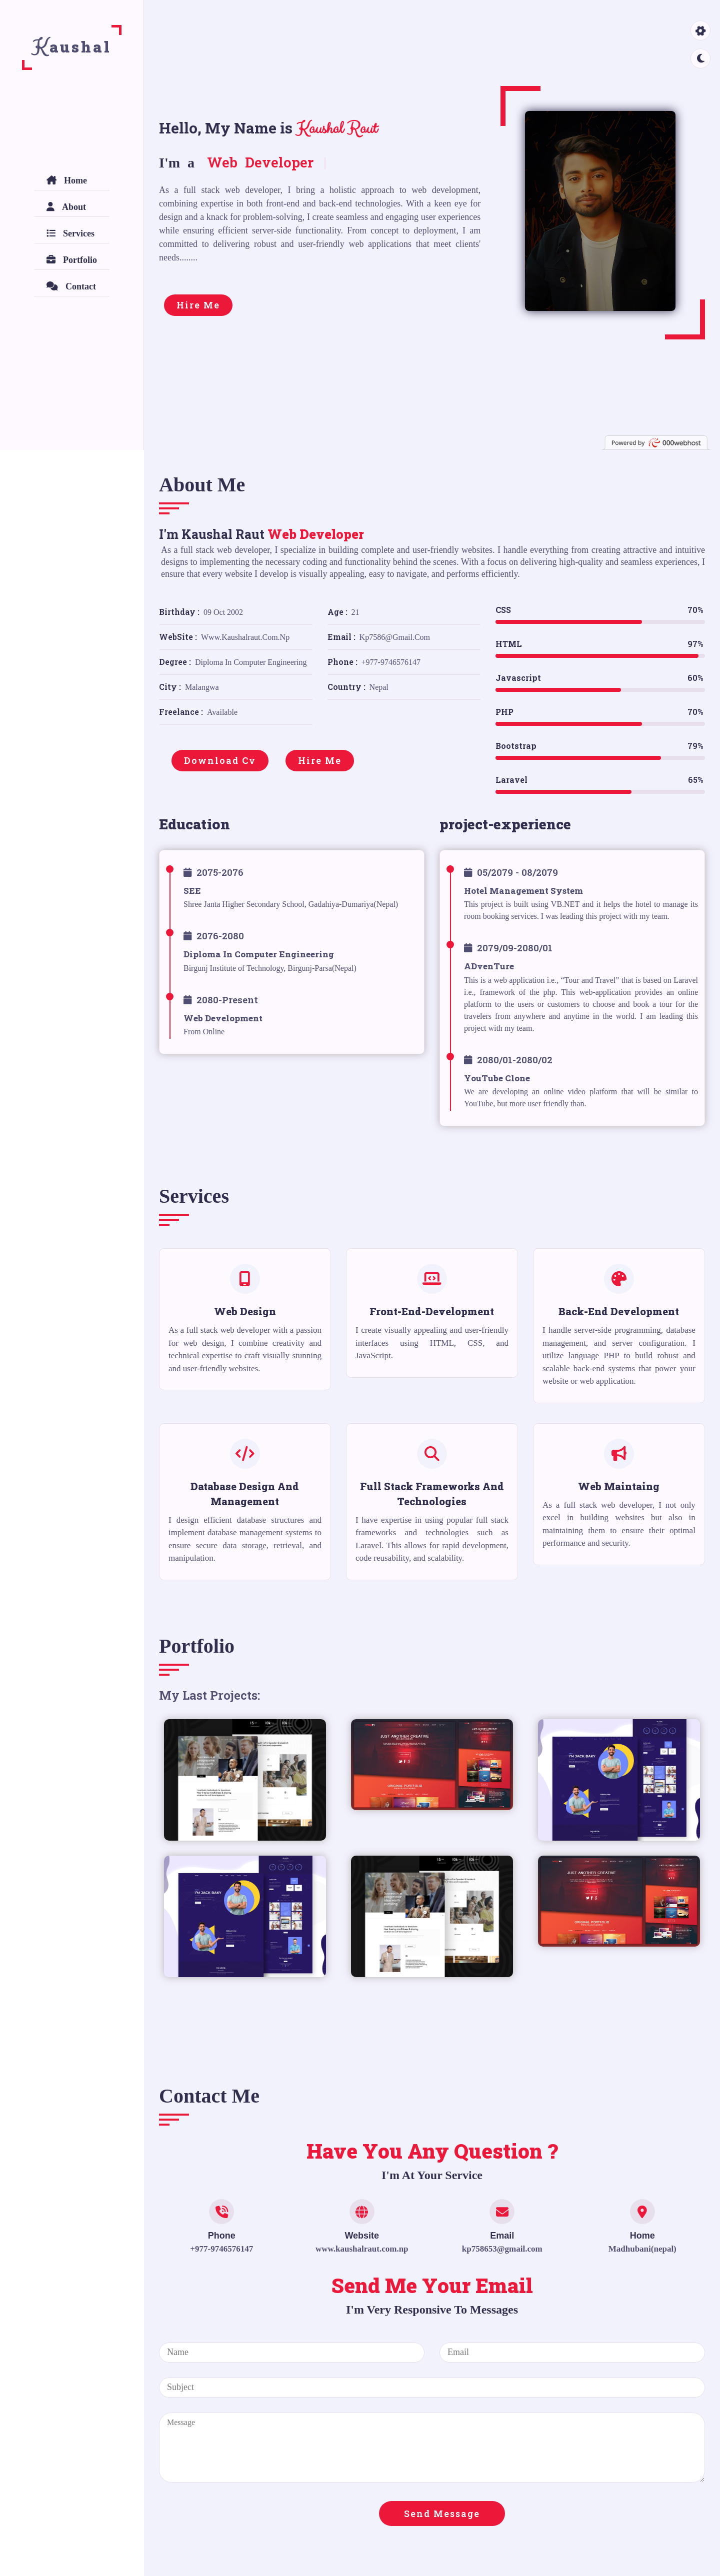 Kaushal
Home
About
Services
Portfolio
Contact
Hello, My Name is Kaushal Raut
I'm a Web Developer
As a full stack web developer, I bring a holistic approach to web development,
combining expertise in both front-end and back-end technologies. With a keen eye for
design and a knack for problem-solving, I create seamless and engaging user experiences
while ensuring efficient server-side functionality. From concept to deployment, I am
committed to delivering robust and user-friendly web applications that meet clients'
needs........
Hire Me
Powered by 000webhost
About Me
I'm Kaushal Raut Web Developer
As a full stack web developer, I specialize in building complete and user-friendly websites. I handle everything from creating attractive and intuitive
designs to implementing the necessary coding and functionality behind the scenes. With a focus on delivering high-quality and seamless experiences, I
ensure that every website I develop is visually appealing, easy to navigate, and performs efficiently.
Birthday : 09 Oct 2002
Age : 21
WebSite : Www.Kaushalraut.Com.Np
Email : Kp7586@Gmail.Com
Degree : Diploma In Computer Engineering
Phone : +977-9746576147
City : Malangwa
Country : Nepal
Freelance : Available
Download Cv
Hire Me
CSS 70%
HTML 97%
Javascript 60%
PHP 70%
Bootstrap 79%
Laravel 65%
Education
2075-2076
SEE
Shree Janta Higher Secondary School, Gadahiya-Dumariya(Nepal)
2076-2080
Diploma In Computer Engineering
Birgunj Institute of Technology, Birgunj-Parsa(Nepal)
2080-Present
Web Development
From Online
project-experience
05/2079 - 08/2079
Hotel Management System
This project is built using VB.NET and it helps the hotel to manage its
room booking services. I was leading this project with my team.
2079/09-2080/01
ADvenTure
This is a web application i.e., “Tour and Travel” that is based on Laravel
i.e., framework of the php. This web-application provides an online
platform to the users or customers to choose and book a tour for the
travelers from anywhere and anytime in the world. I am leading this
project with my team.
2080/01-2080/02
YouTube Clone
We are developing an online video platform that will be similar to
YouTube, but more user friendly than.
Services
Web Design
As a full stack web developer with a passion
for web design, I combine creativity and
technical expertise to craft visually stunning
and user-friendly websites.
Front-End-Development
I create visually appealing and user-friendly
interfaces using HTML, CSS, and
JavaScript.
Back-End Development
I handle server-side programming, database
management, and server configuration. I
utilize language PHP to build robust and
scalable back-end systems that power your
website or web application.
Database Design And
Management
I design efficient database structures and
implement database management systems to
ensure secure data storage, retrieval, and
manipulation.
Full Stack Frameworks And
Technologies
I have expertise in using popular full stack
frameworks and technologies such as
Laravel. This allows for rapid development,
code reusability, and scalability.
Web Maintaing
As a full stack web developer, I not only
excel in building websites but also in
maintaining them to ensure their optimal
performance and security.
Portfolio
My Last Projects:
JUST ANOTHER CREATIVE
I'M JACK BIANY
JUST ANOTHER CREATIVE
Contact Me
Have You Any Question ?
I'm At Your Service
Phone
+977-9746576147
Website
www.kaushalraut.com.np
Email
kp758653@gmail.com
Home
Madhubani(nepal)
Send Me Your Email
I'm Very Responsive To Messages
Name
Email
Subject
Message
Send Message